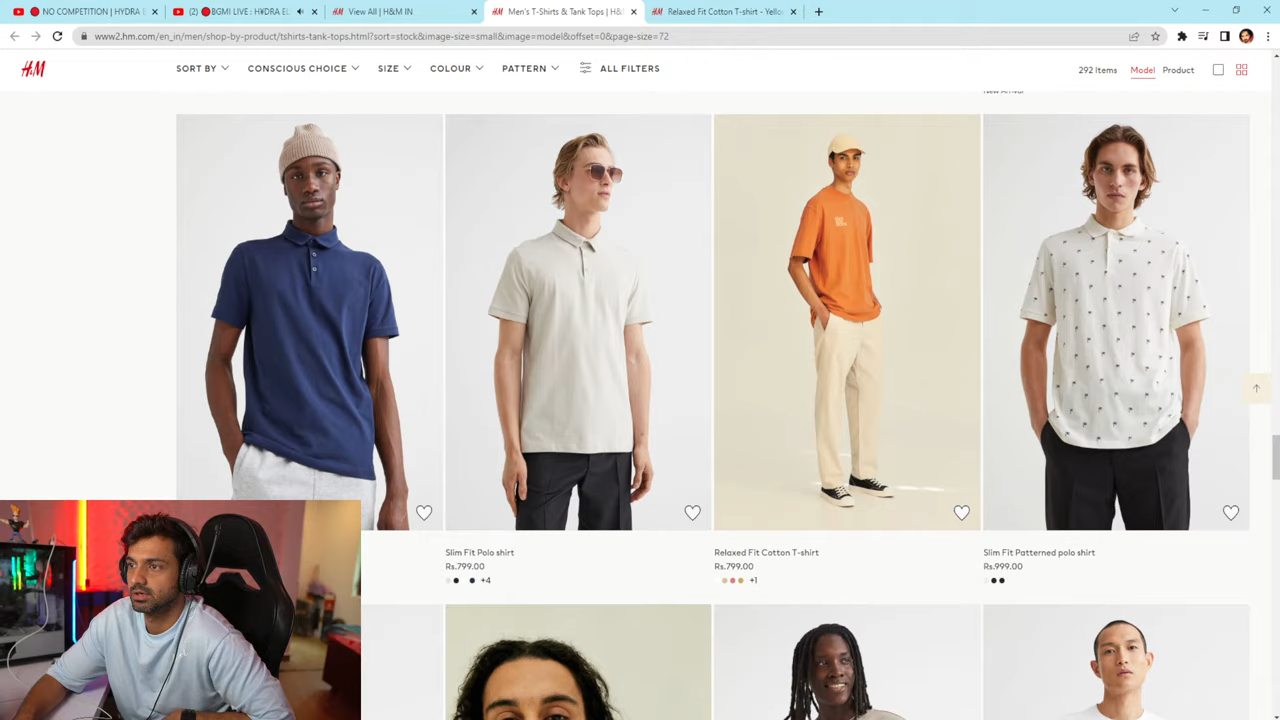 NO COMPETITION | HYDRA E
(2) 🔴BGMI LIVE : HYDRA EL
View All | H&M IN
Men's T-Shirts & Tank Tops | H&
Relaxed Fit Cotton T-shirt - Yello
www2.hm.com/en_in/men/shop-by-product/tshirts-tank-tops.html?sort=stock&image-size=small&image=model&offset=0&page-size=72
H&M
SORT BY
CONSCIOUS CHOICE
SIZE
COLOUR
PATTERN
ALL FILTERS
292 Items
Model
Product
New Arrival
Slim Fit Polo shirt
Rs.799.00
+4
Relaxed Fit Cotton T-shirt
Rs.799.00
+1
Slim Fit Patterned polo shirt
Rs.999.00